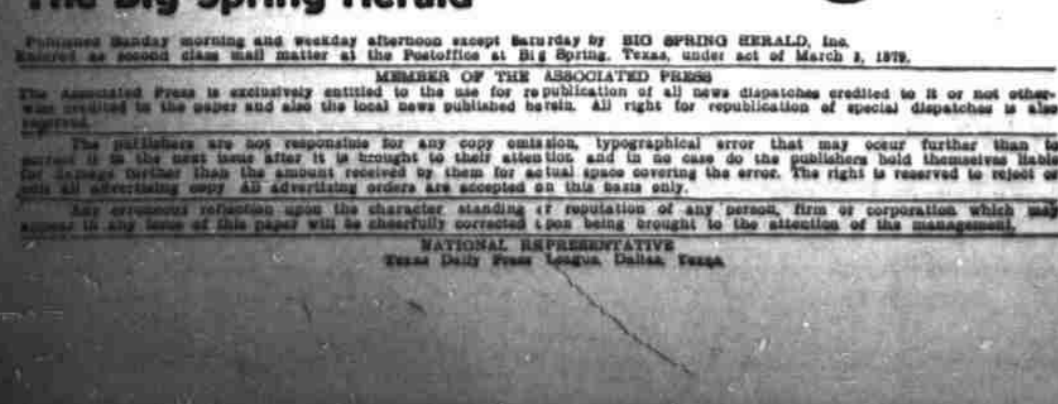 The Big Spring Herald
Published Sunday morning and weekday afternoon except Saturday by BIG SPRING HERALD, Inc.
Entered as second class mail matter at the Postoffice at Big Spring, Texas, under act of March 3, 1879.
MEMBER OF THE ASSOCIATED PRESS
The Associated Press is exclusively entitled to the use for republication of all news dispatches credited to it or not other-
wise credited to the paper and also the local news published herein. All right for republication of special dispatches is also
reserved.
The publishers are not responsible for any copy omission, typographical error that may occur further than to
correct it in the next issue after it is brought to their attention and in no case do the publishers hold themselves liable
for damage further than the amount received by them for actual space covering the error. The right is reserved to reject or
edit all advertising copy All advertising orders are accepted on this basis only.
Any erroneous reflection upon the character standing or reputation of any person, firm or corporation which may
appear in any issue of this paper will be cheerfully corrected upon being brought to the attention of the management.
NATIONAL REPRESENTATIVE
Texas Daily Press League, Dallas, Texas